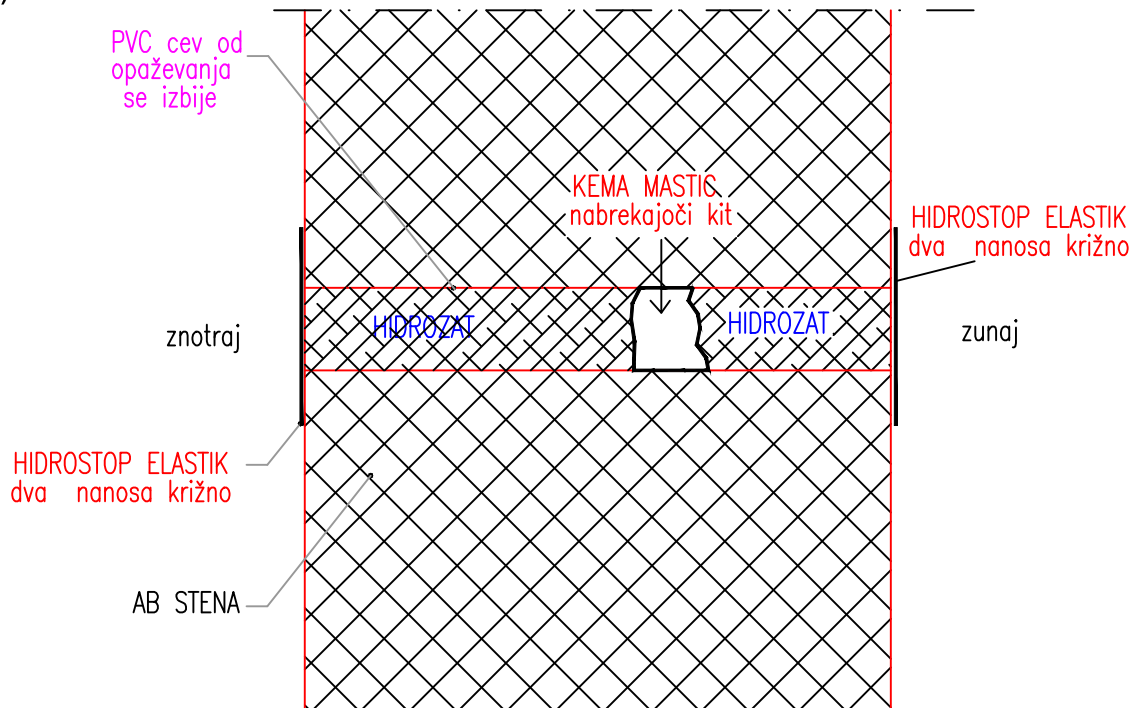 )
PVC cev od
opaževanja
se izbije
KEMA MASTIC
nabrekajoči kit
HIDROSTOP ELASTIK
dva nanosa križno
HIDROZAT
HIDROZAT
znotraj
zunaj
HIDROSTOP ELASTIK
dva nanosa križno
AB STENA